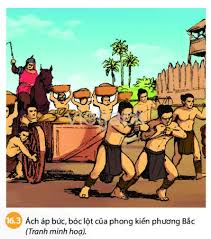 16.3 Ách áp bức, bóc lột của phong kiến phương Bắc
(Tranh minh hoạ).